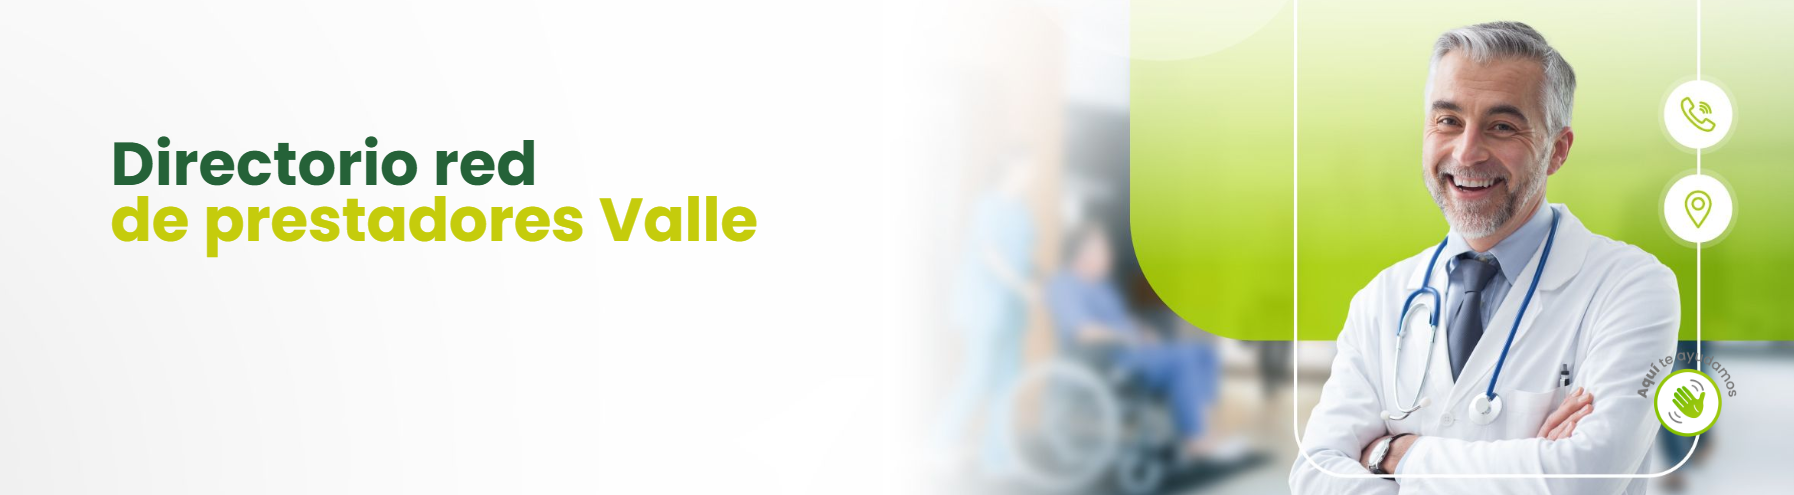 Directorio red
de prestadores Valle
Aquí te ayudamos